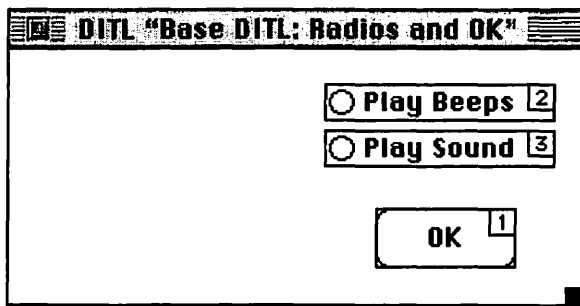 DITL “Base DITL: Radios and OK”
Play Beeps 2
Play Sound 3
OK 1